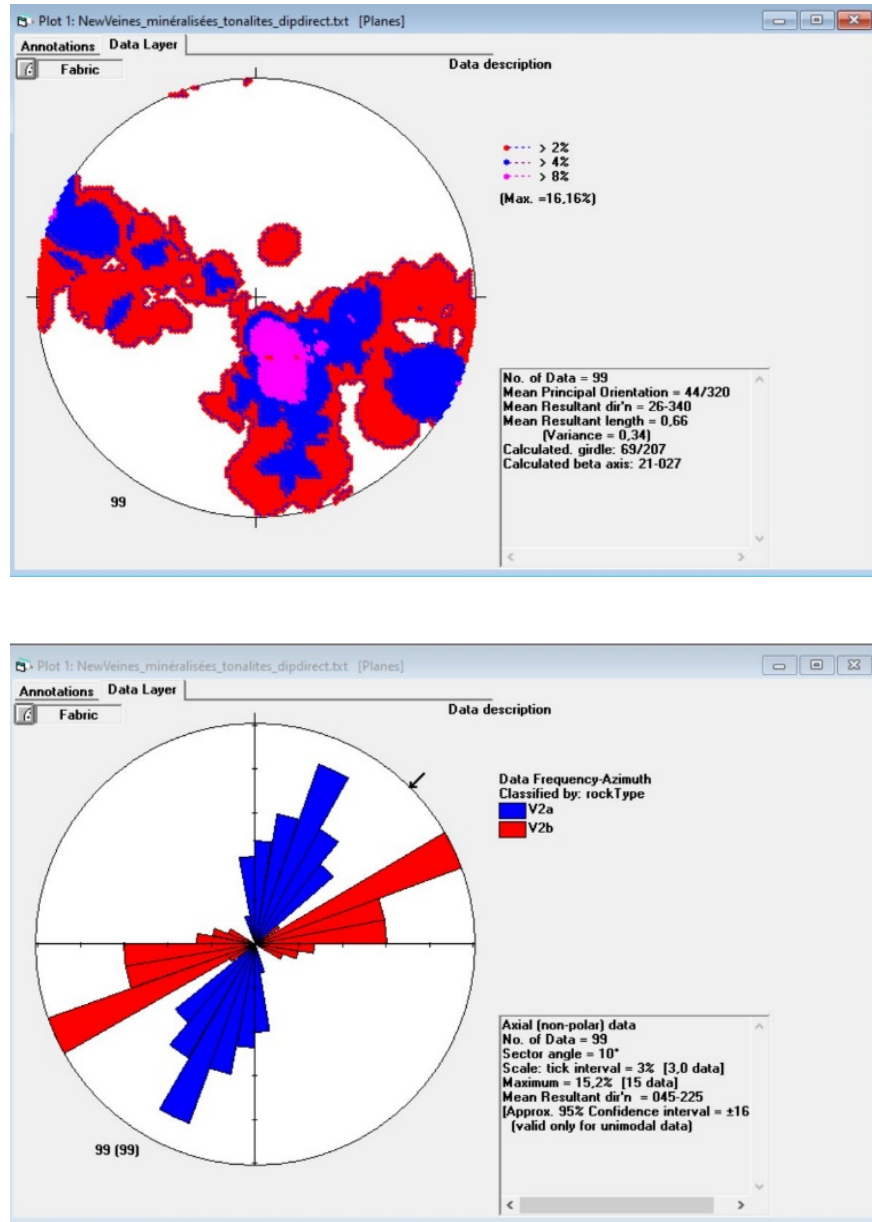 Plot 1: NewVeines_minéralisées_tonalites_dipdirect.txt [Planes]
Annotations Data Layer
Fabric
Data description
> 2%
> 4%
> 8%
(Max. =16,16%)
No. of Data = 99
Mean Principal Orientation = 44/320
Mean Resultant dir'n = 26-340
Mean Resultant length = 0,66
(Variance = 0,34)
Calculated. girdle: 69/207
Calculated beta axis: 21-027
99
Plot 1: NewVeines_minéralisées_tonalites_dipdirect.txt [Planes]
Annotations Data Layer
Fabric
Data description
Data Frequency-Azimuth
Classified by: rockType
V2a
V2b
Axial (non-polar) data
No. of Data = 99
Sector angle = 10°
Scale: tick interval = 3% [3,0 data]
Maximum = 15,2% [15 data]
Mean Resultant dir'n = 045-225
[Approx. 95% Confidence interval = ±16
(valid only for unimodal data)
99 (99)